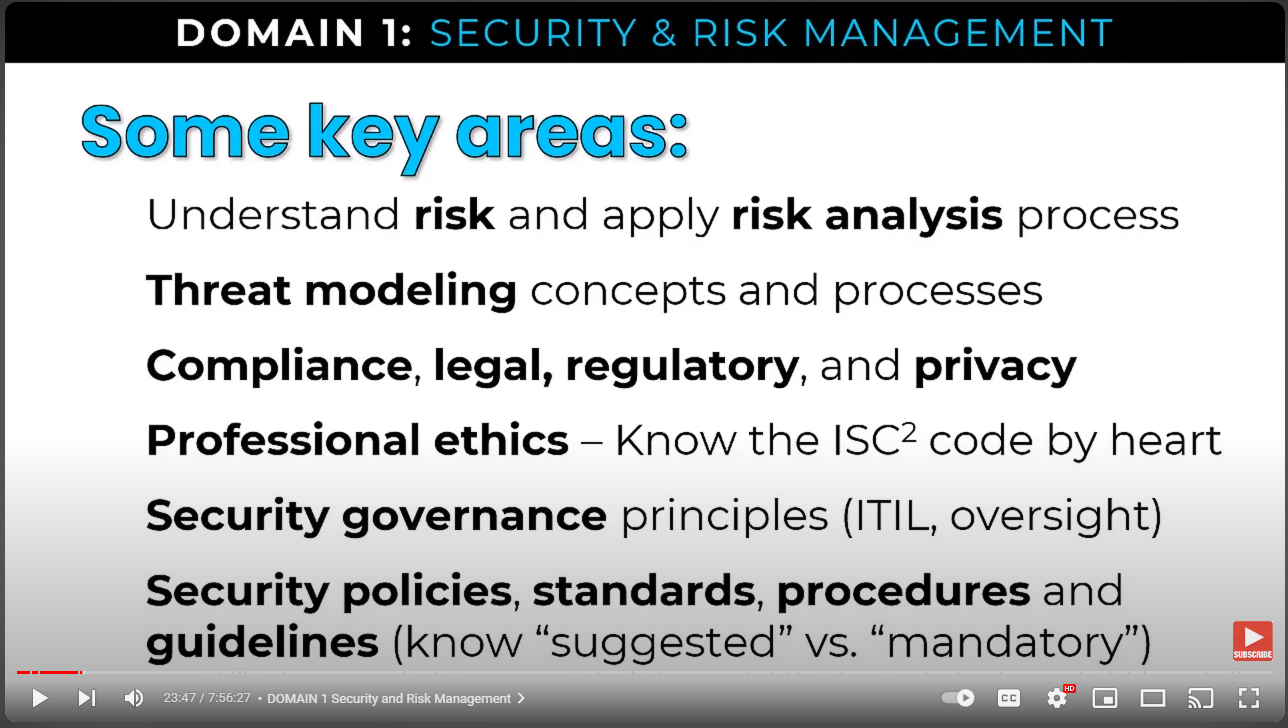 DOMAIN 1: SECURITY & RISK MANAGEMENT
Some key areas:
Understand risk and apply risk analysis process
Threat modeling concepts and processes
Compliance, legal, regulatory, and privacy
Professional ethics – Know the ISC² code by heart
Security governance principles (ITIL, oversight)
Security policies, standards, procedures and
guidelines (know “suggested” vs. “mandatory”)
SUBSCRIBE
23:47 / 7:56:27 • DOMAIN 1 Security and Risk Management
CC
HD